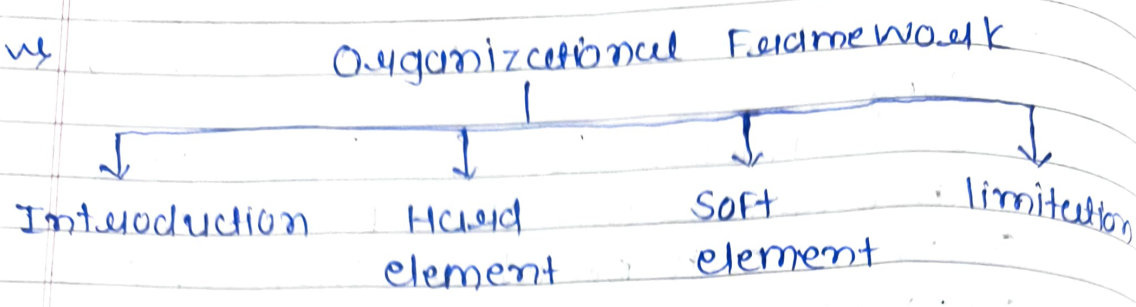 Organizational Framework
Introduction Hard element Soft element limitation